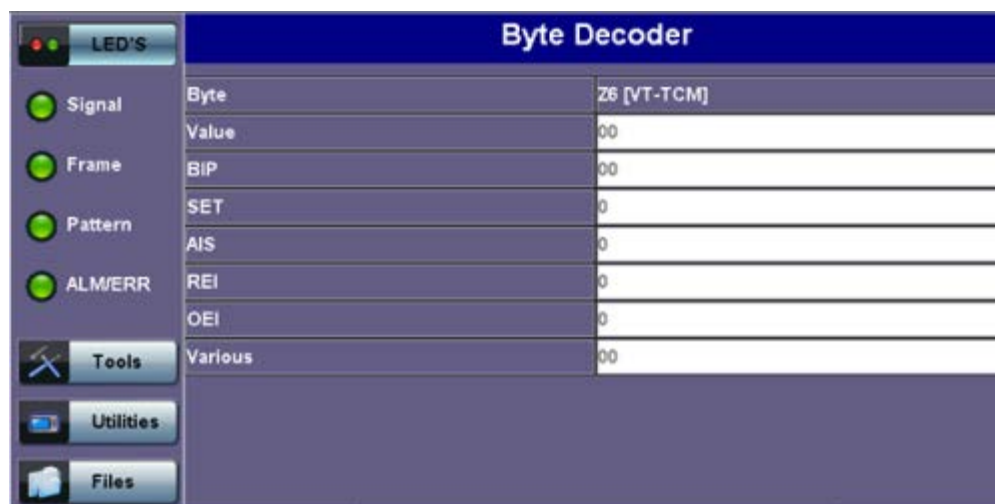 LED'S
Signal
Frame
Pattern
ALM/ERR
Tools
Utilities
Files
Byte Decoder
Byte Z6 [VT-TCM]
Value 00
BIP 00
SET 0
AIS 0
REI 0
OEI 0
Various 00